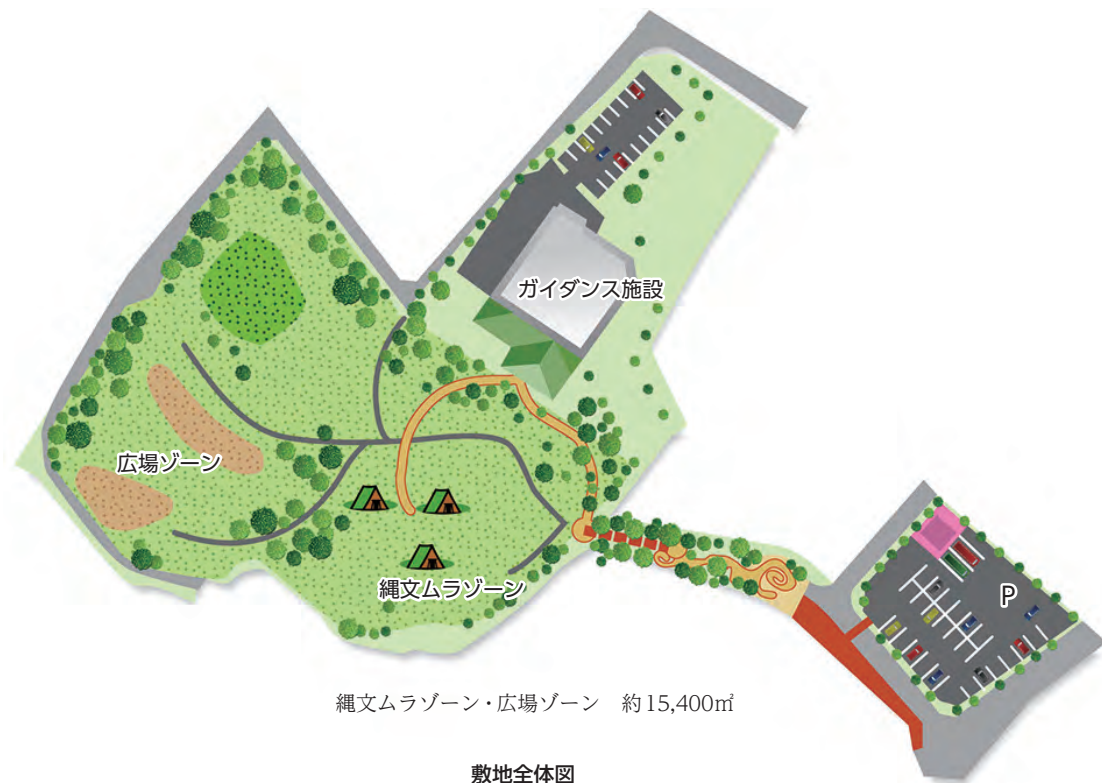 ガイダンス施設
広場ゾーン
縄文ムラゾーン
P
縄文ムラゾーン・広場ゾーン　約15,400㎡
敷地全体図